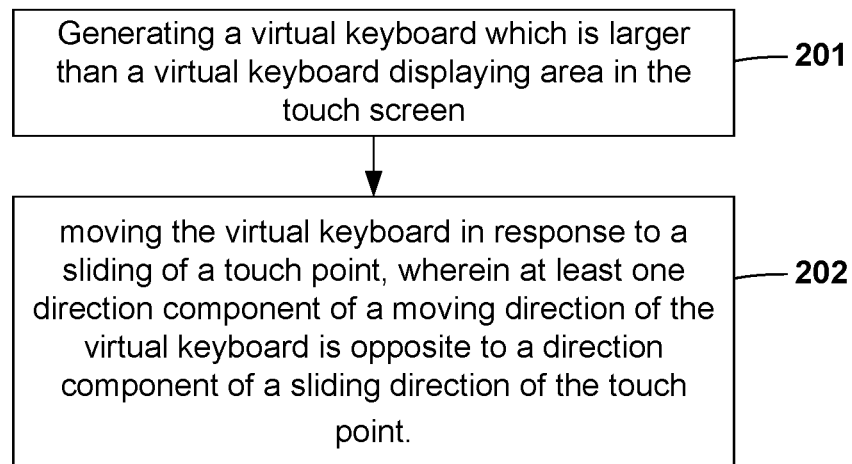 Generating a virtual keyboard which is larger
than a virtual keyboard displaying area in the
touch screen
201
moving the virtual keyboard in response to a
sliding of a touch point, wherein at least one
direction component of a moving direction of the
virtual keyboard is opposite to a direction
component of a sliding direction of the touch
point.
202